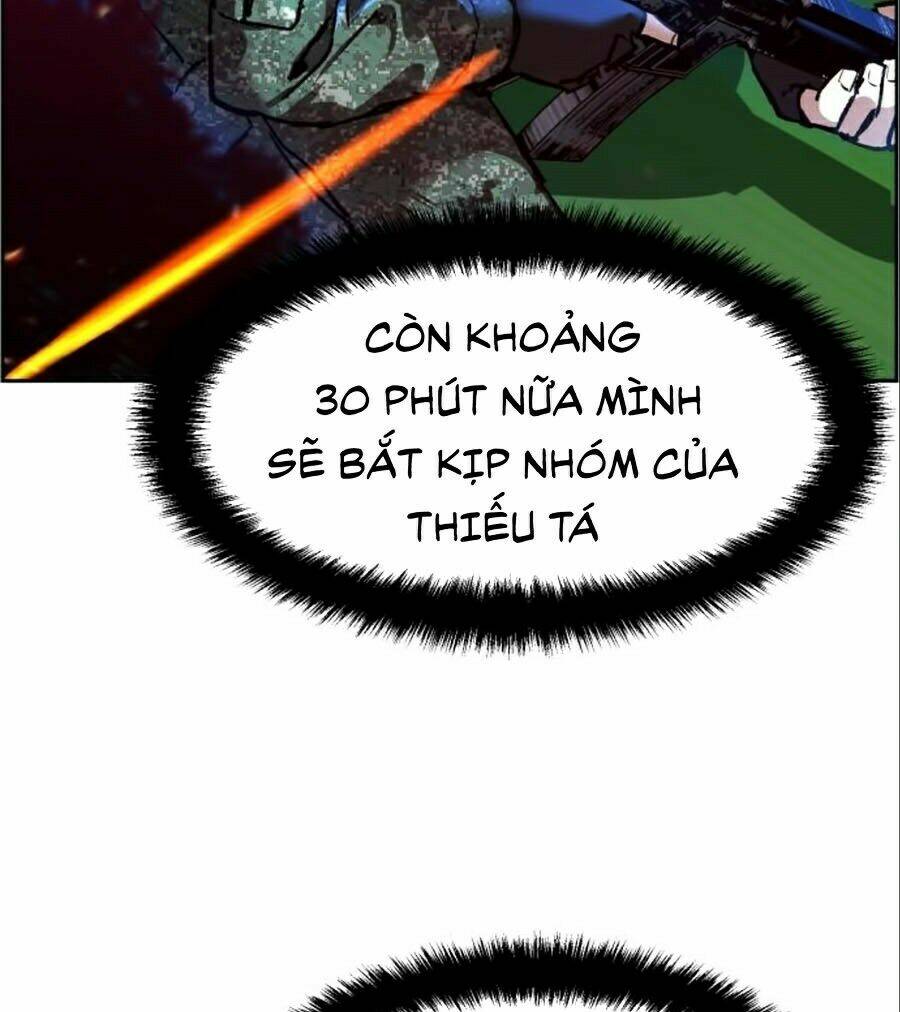 CÒN KHOẢNG
30 PHÚT NỮA MÌNH
SẼ BẮT KỊP NHÓM CỦA
THIẾU TÁ